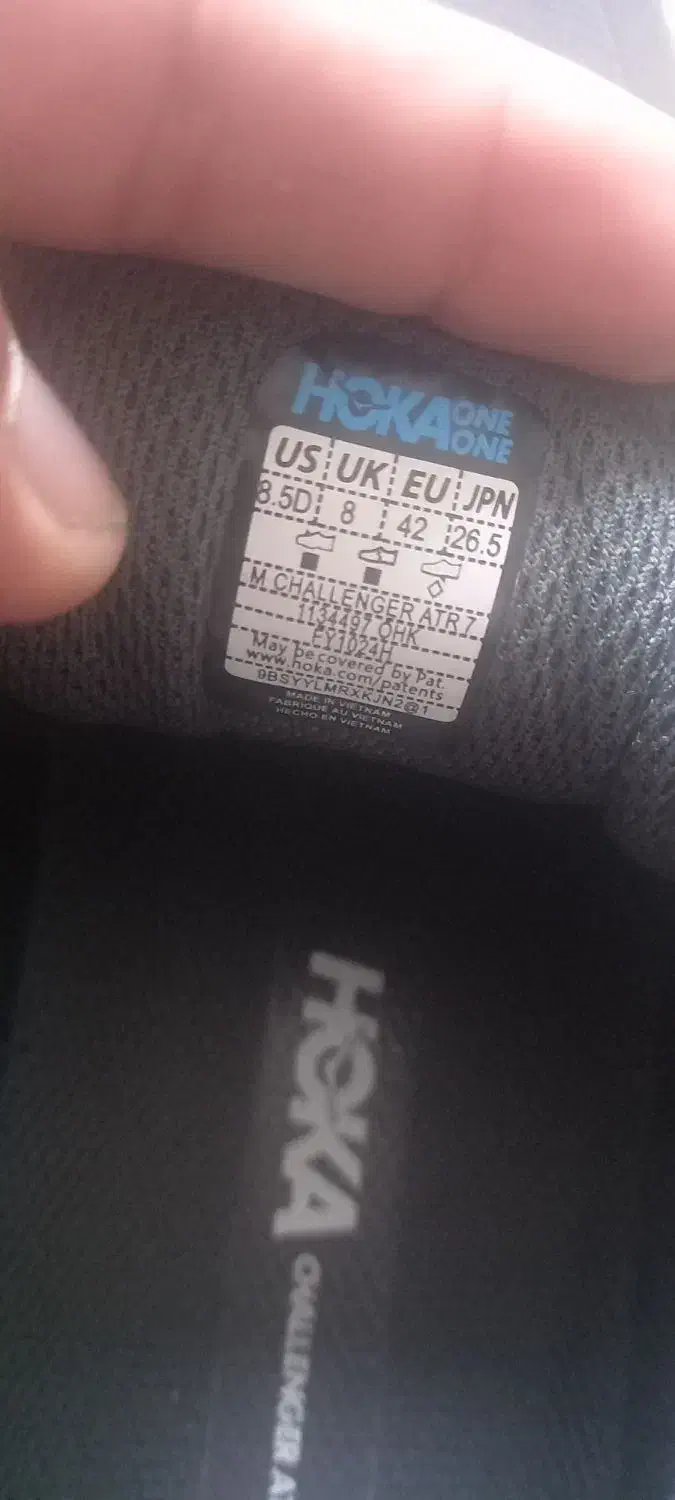 HOKA ONE ONE
US UK EU JPN
8.5D 8 42 26.5
M CHALLENGER ATR 7
1134497 OHK
FY1024H
May be covered by Pat.
www.hoka.com/patents
9BSYYLMRXKJN2@1
MADE IN VIETNAM
FABRIQUÉ AU VIETNAM
HECHO EN VIETNAM
HOKA
CHALLENGER